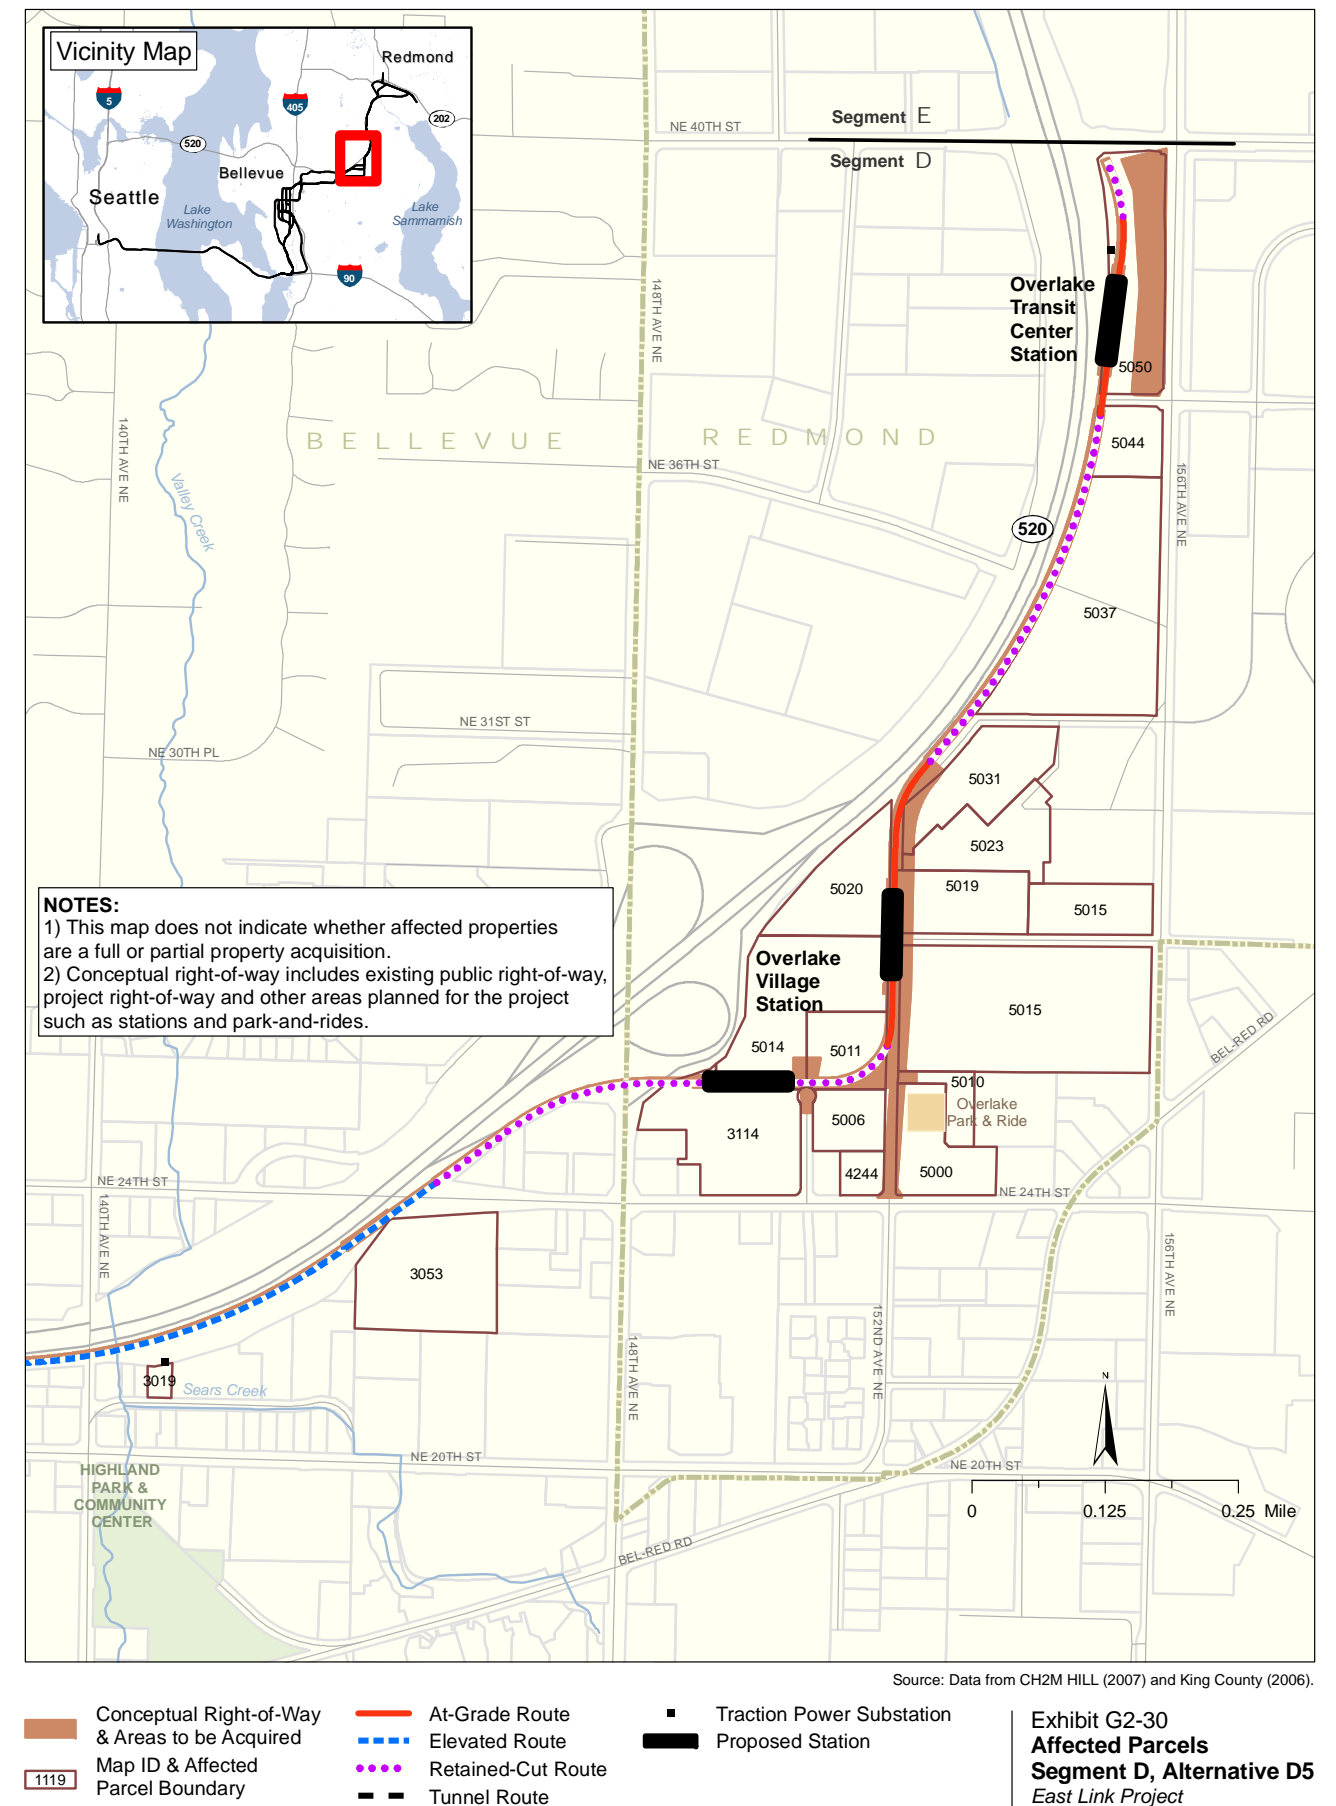 Vicinity Map
Redmond
5
405
202
520
Bellevue
Seattle
Lake
Washington
Lake
Sammamish
90
Segment E
NE 40TH ST
Segment D
148TH AVE NE
Overlake
Transit
Center
Station
5050
140TH AVE NE
BELLEVUE
REDMOND
5044
NE 36TH ST
156TH AVE NE
Valley Creek
520
5037
NE 31ST ST
NE 30TH PL
5031
5023
5020
5019
5015
NOTES:
1) This map does not indicate whether affected properties
are a full or partial property acquisition.
2) Conceptual right-of-way includes existing public right-of-way,
project right-of-way and other areas planned for the project
such as stations and park-and-rides.
Overlake
Village
Station
5015
BEL-RED RD
5014
5011
5010
Overlake
Park & Ride
5006
3114
4244
5000
NE 24TH ST
NE 24TH ST
140TH AVE NE
156TH AVE NE
3053
152ND AVE NE
148TH AVE NE
3019
Sears Creek
N
NE 20TH ST
NE 20TH ST
HIGHLAND
PARK &
COMMUNITY
CENTER
0
0.125
0.25 Mile
BEL-RED RD
Source: Data from CH2M HILL (2007) and King County (2006).
Conceptual Right-of-Way
& Areas to be Acquired
1119
Map ID & Affected
Parcel Boundary
At-Grade Route
Elevated Route
Retained-Cut Route
Tunnel Route
Traction Power Substation
Proposed Station
Exhibit G2-30
Affected Parcels
Segment D, Alternative D5
East Link Project